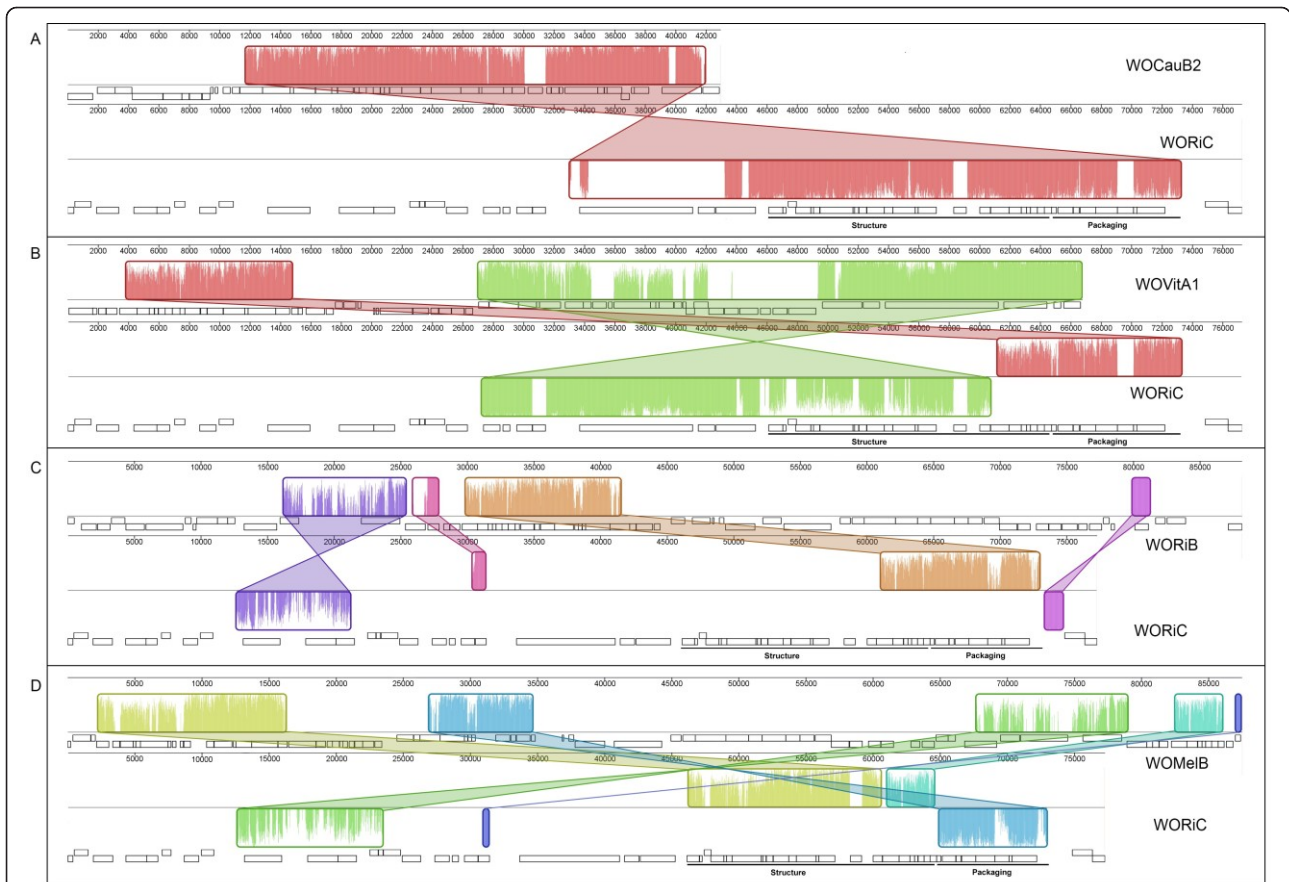 A
2000 4000 6000 8000 10000 12000 14000 16000 18000 20000 22000 24000 26000 28000 30000 32000 34000 36000 38000 40000 42000
WOCauB2
2000 4000 6000 8000 10000 12000 14000 16000 18000 20000 22000 24000 26000 28000 30000 32000 34000 36000 38000 40000 42000 44000 46000 48000 50000 52000 54000 56000 58000 60000 62000 64000 66000 68000 70000 72000 74000 76000
WORiC
Structure Packaging
B
2000 4000 6000 8000 10000 12000 14000 16000 18000 20000 22000 24000 26000 28000 30000 32000 34000 36000 38000 40000 42000 44000 46000 48000 50000 52000 54000 56000 58000 60000 62000 64000 66000 68000 70000 72000 74000 76000
WOVitA1
2000 4000 6000 8000 10000 12000 14000 16000 18000 20000 22000 24000 26000 28000 30000 32000 34000 36000 38000 40000 42000 44000 46000 48000 50000 52000 54000 56000 58000 60000 62000 64000 66000 68000 70000 72000 74000 76000
WORiC
Structure Packaging
C
5000 10000 15000 20000 25000 30000 35000 40000 45000 50000 55000 60000 65000 70000 75000 80000 85000
WORiB
5000 10000 15000 20000 25000 30000 35000 40000 45000 50000 55000 60000 65000 70000 75000
WORiC
Structure Packaging
D
5000 10000 15000 20000 25000 30000 35000 40000 45000 50000 55000 60000 65000 70000 75000 80000 85000
WOMelB
5000 10000 15000 20000 25000 30000 35000 40000 45000 50000 55000 60000 65000 70000 75000
WORiC
Structure Packaging